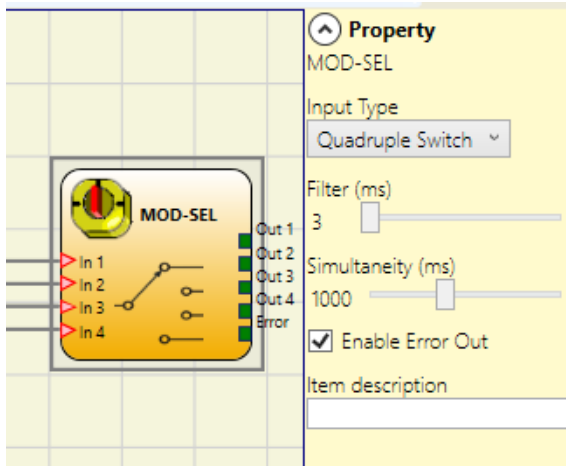 Property
MOD-SEL
Input Type
Quadruple Switch
Filter (ms)
3
Simultaneity (ms)
1000
Enable Error Out
Item description
MOD-SEL
In 1
In 2
In 3
In 4
Out 1
Out 2
Out 3
Out 4
Error